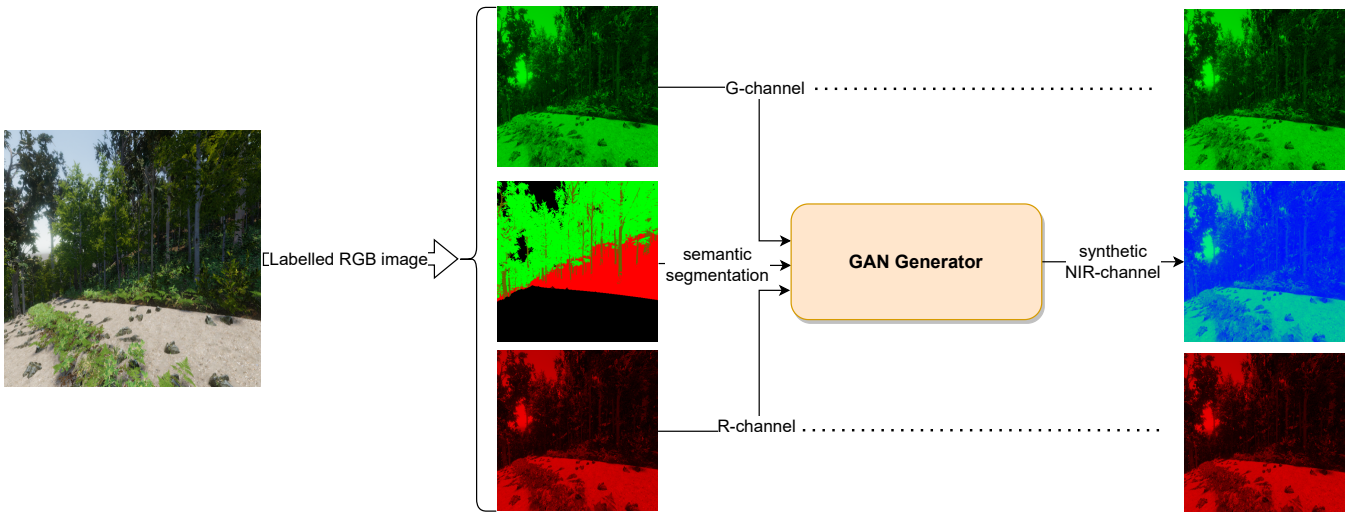 Labelled RGB image
G-channel
semantic
segmentation
R-channel
GAN Generator
synthetic
NIR-channel